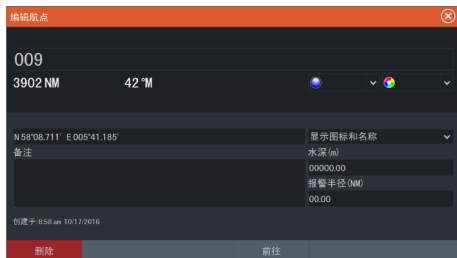 编辑航点
009
3902 NM 42 °M
N 58°08.711' E 005°41.185' 显示图标和名称
备注 水深(m)
00000.00
报警半径(NM)
00.00
创建于: 8:58 am 10/17/2016
删除 前往